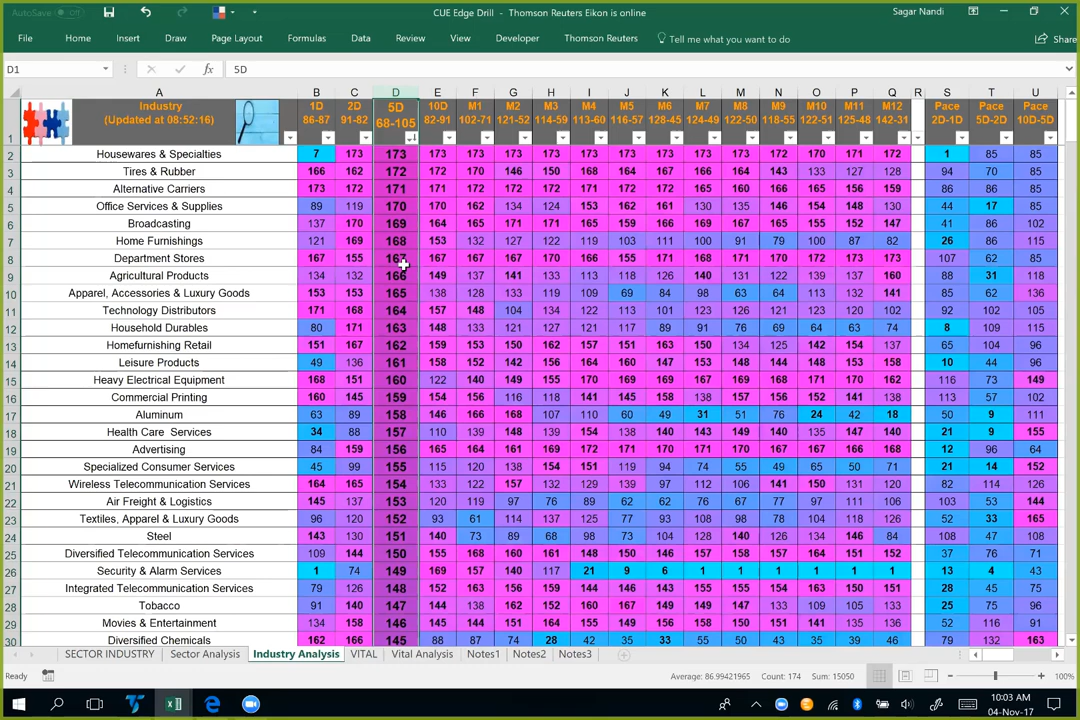 AutoSave Off
CUE Edge Drill - Thomson Reuters Eikon is online
Sagar Nandi
File Home Insert Draw Page Layout Formulas Data Review View Developer Thomson Reuters Tell me what you want to do Share
D1 fx 5D
A B C D E F G H I J K L M N O P Q R S T U
Industry 1D 2D 5D 10D M1 M2 M3 M4 M5 M6 M7 M8 M9 M10 M11 M12 Pace Pace Pace
(Updated at 08:52:16) 86-87 91-82 68-105 82-91 102-71 121-52 114-59 113-60 116-57 128-45 124-49 122-50 118-55 122-51 125-48 142-31 2D-1D 5D-2D 10D-5D
1
2 Housewares & Specialties 7 173 173 173 173 173 173 173 173 173 173 173 172 170 171 172 1 85 85
3 Tires & Rubber 166 162 172 172 170 146 150 168 164 167 166 164 143 133 127 128 94 70 85
4 Alternative Carriers 173 172 171 171 172 172 172 171 172 172 165 160 166 165 156 159 86 86 85
5 Office Services & Supplies 89 119 170 170 162 134 124 153 162 161 130 135 146 154 148 130 44 17 85
6 Broadcasting 137 170 169 164 165 171 171 165 159 166 169 167 165 155 152 147 41 86 102
7 Home Furnishings 121 169 168 153 132 127 122 119 103 111 100 91 79 100 87 82 26 86 115
8 Department Stores 167 155 167 167 167 167 170 166 155 171 168 171 170 172 173 173 107 62 85
9 Agricultural Products 134 132 166 149 137 141 133 113 118 126 140 122 139 137 160 88 31 118
10 Apparel, Accessories & Luxury Goods 153 153 165 138 128 133 119 109 69 84 98 63 64 113 132 141 85 62 136
11 Technology Distributors 171 168 164 157 148 104 134 122 113 101 123 126 121 123 120 102 92 102 105
12 Household Durables 80 171 163 148 133 121 127 121 117 89 91 76 69 64 63 74 8 109 115
13 Homefurnishing Retail 151 167 162 159 153 150 162 157 151 163 150 134 125 142 154 137 65 104 96
14 Leisure Products 49 136 161 158 152 142 156 164 160 147 153 148 144 148 153 158 10 44 96
15 Heavy Electrical Equipment 168 151 160 122 140 149 155 170 169 169 167 169 168 171 170 162 116 73 149
16 Commercial Printing 160 145 159 154 156 116 118 141 145 158 138 157 156 152 141 138 113 57 102
17 Aluminum 63 89 158 146 166 168 107 110 60 49 31 51 76 24 42 18 50 9 111
18 Health Care  Services 34 88 157 110 139 148 139 154 138 140 143 149 140 135 147 140 21 9 155
19 Advertising 84 159 156 165 164 161 169 172 171 170 171 170 167 166 168 12 96 64
20 Specialized Consumer Services 45 99 155 115 120 138 154 151 119 94 74 55 49 65 50 71 21 14 152
21 Wireless Telecommunication Services 164 165 154 133 122 157 132 129 139 97 112 106 141 150 131 120 82 114 126
22 Air Freight & Logistics 145 137 153 120 119 97 76 89 62 62 76 67 77 97 111 106 103 53 144
23 Textiles, Apparel & Luxury Goods 96 120 152 93 61 114 137 125 77 93 108 98 78 104 118 126 52 33 165
24 Steel 143 130 151 140 73 89 68 98 73 104 128 140 126 134 146 84 108 47 108
25 Diversified Telecommunication Services 109 144 150 155 168 160 161 148 150 146 157 158 157 164 151 152 37 76 71
26 Security & Alarm Services 1 74 149 169 157 140 117 21 9 6 1 1 1 1 1 1 13 4 43
27 Integrated Telecommunication Services 79 126 148 152 163 156 159 144 148 143 155 155 154 163 150 151 28 45 75
28 Tobacco 91 140 147 144 138 162 152 160 167 149 149 147 133 109 105 133 25 75 96
29 Movies & Entertainment 134 158 146 145 144 151 164 155 149 156 158 150 151 141 135 136 52 116 91
30 Diversified Chemicals 162 166 145 88 87 74 28 42 35 33 55 50 43 35 39 46 79 132 163
SECTOR INDUSTRY Sector Analysis Industry Analysis VITAL Vital Analysis Notes1 Notes2 Notes3
Ready Average: 86.99421965 Count: 174 Sum: 15050 100%
10:03 AM
04-Nov-17